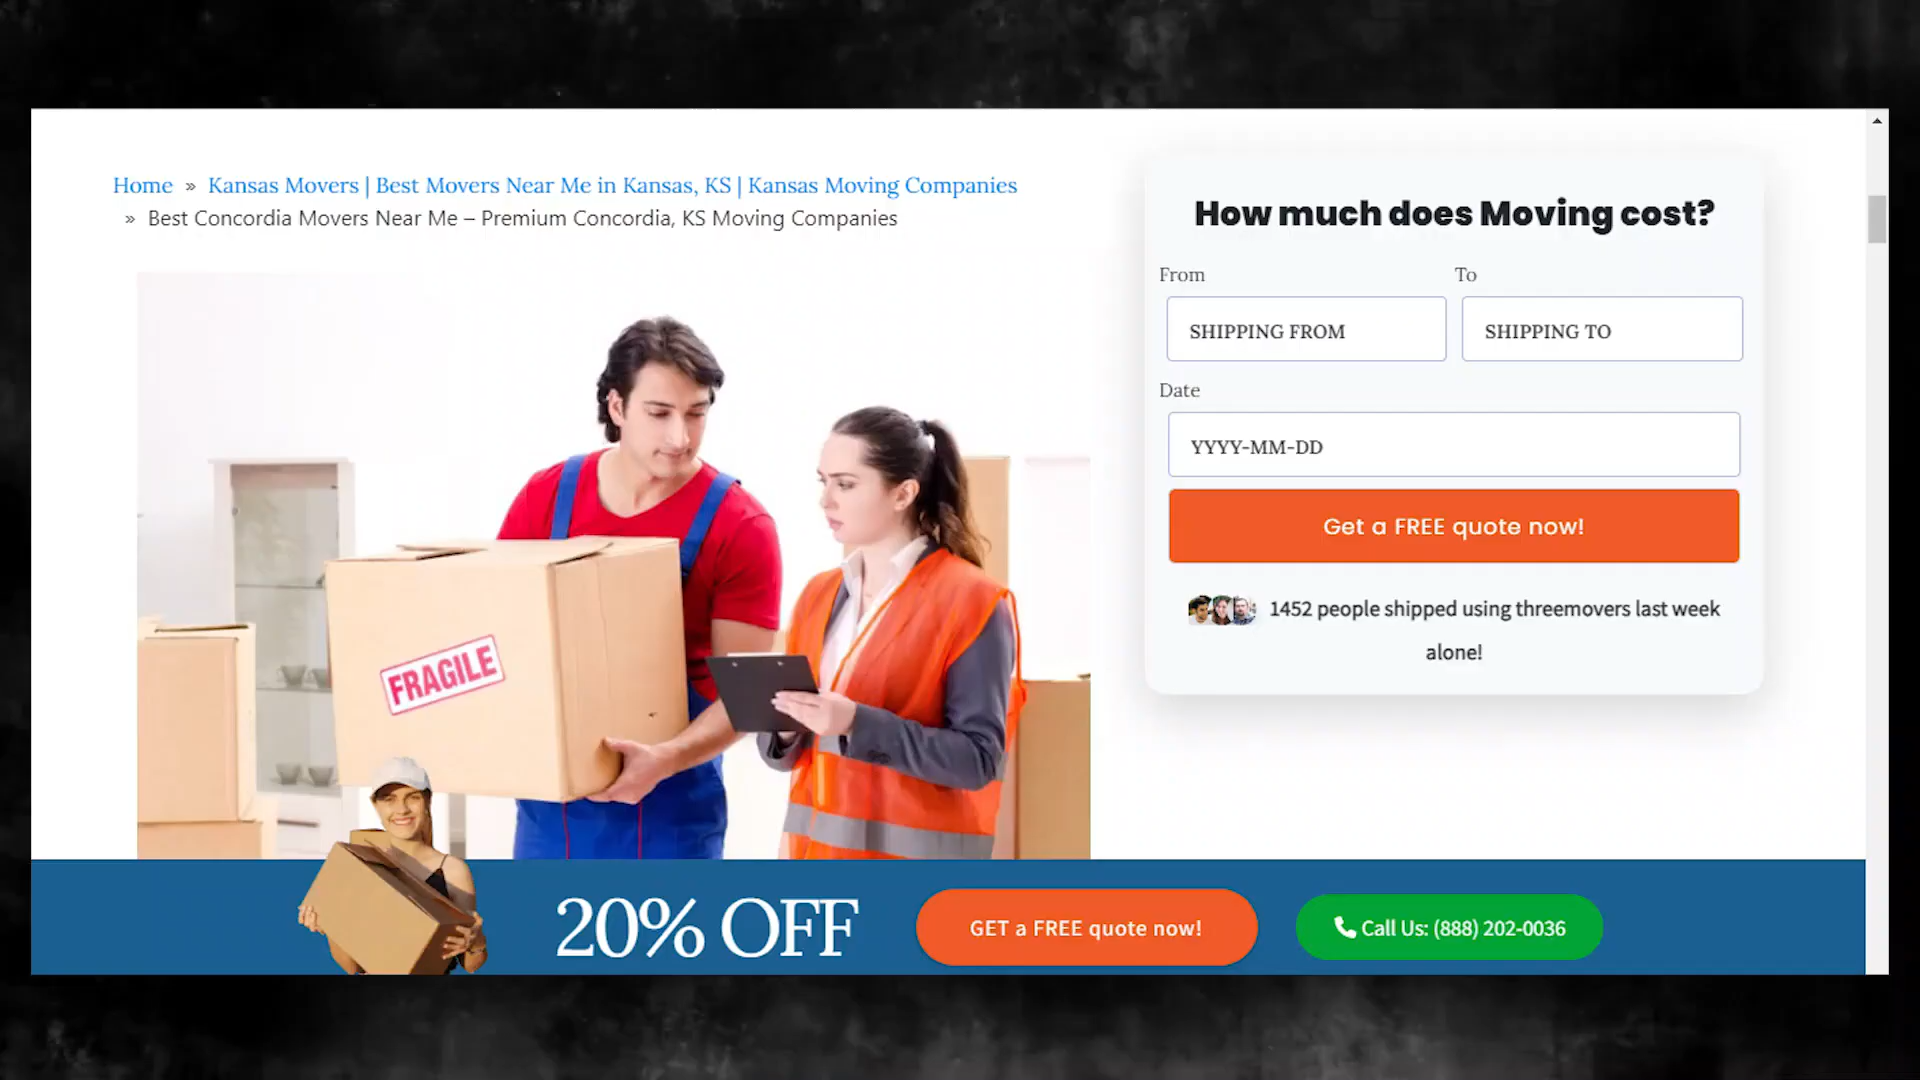 Home » Kansas Movers | Best Movers Near Me in Kansas, KS | Kansas Moving Companies
» Best Concordia Movers Near Me – Premium Concordia, KS Moving Companies
How much does Moving cost?
From To
SHIPPING FROM SHIPPING TO
Date
YYYY-MM-DD
Get a FREE quote now!
1452 people shipped using threemovers last week
alone!
FRAGILE
20% OFF GET a FREE quote now! Call Us: (888) 202-0036